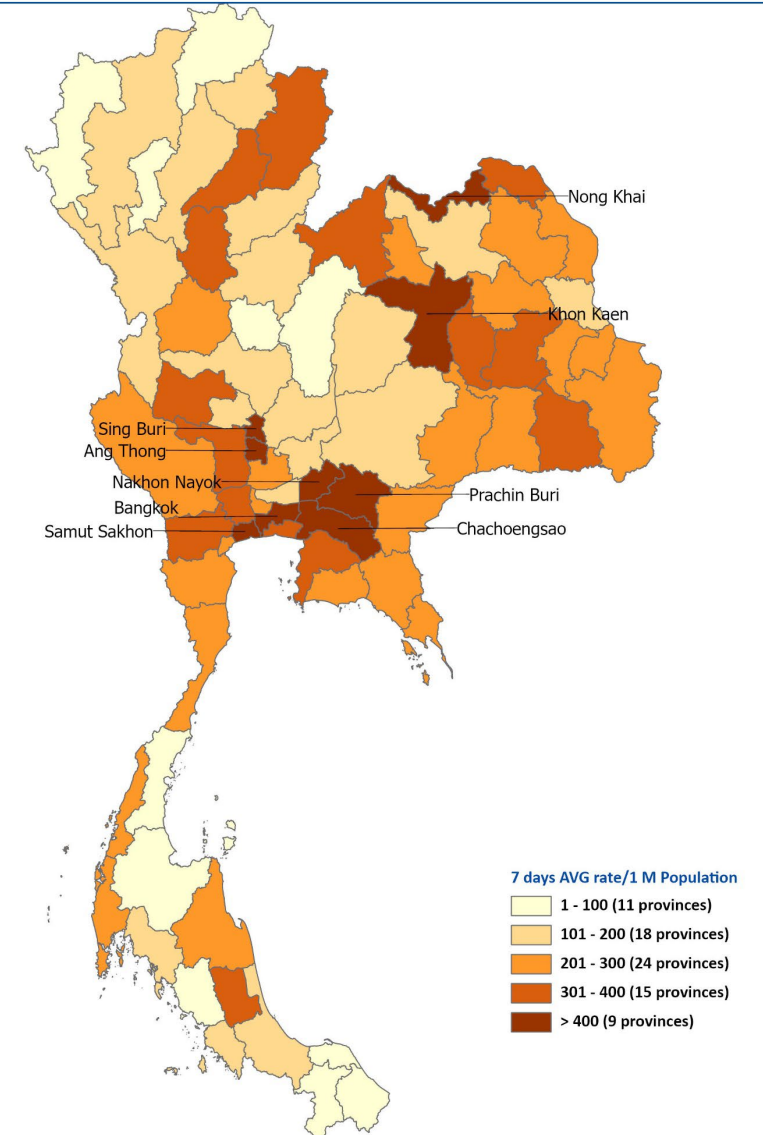 Nong Khai
Khon Kaen
Sing Buri
Ang Thong
Nakhon Nayok
Prachin Buri
Bangkok
Samut Sakhon
Chachoengsao
7 days AVG rate/1 M Population
1 - 100 (11 provinces)
101 - 200 (18 provinces)
201 - 300 (24 provinces)
301 - 400 (15 provinces)
> 400 (9 provinces)